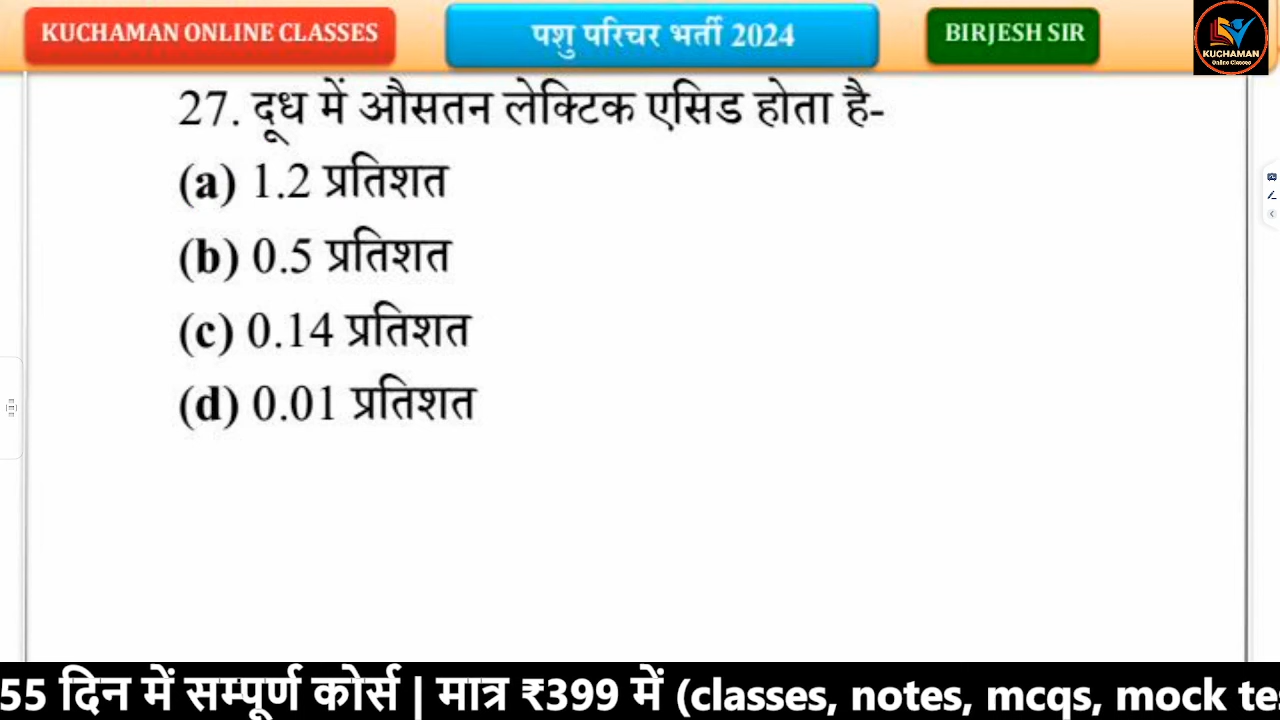 KUCHAMAN ONLINE CLASSES
पशु परिचर भर्ती 2024
BIRJESH SIR
KUCHAMAN
Online Classes
27. दूध में औसतन लेक्टिक एसिड होता है-
(a) 1.2 प्रतिशत
(b) 0.5 प्रतिशत
(c) 0.14 प्रतिशत
(d) 0.01 प्रतिशत
55 दिन में सम्पूर्ण कोर्स | मात्र ₹399 में (classes, notes, mcqs, mock te